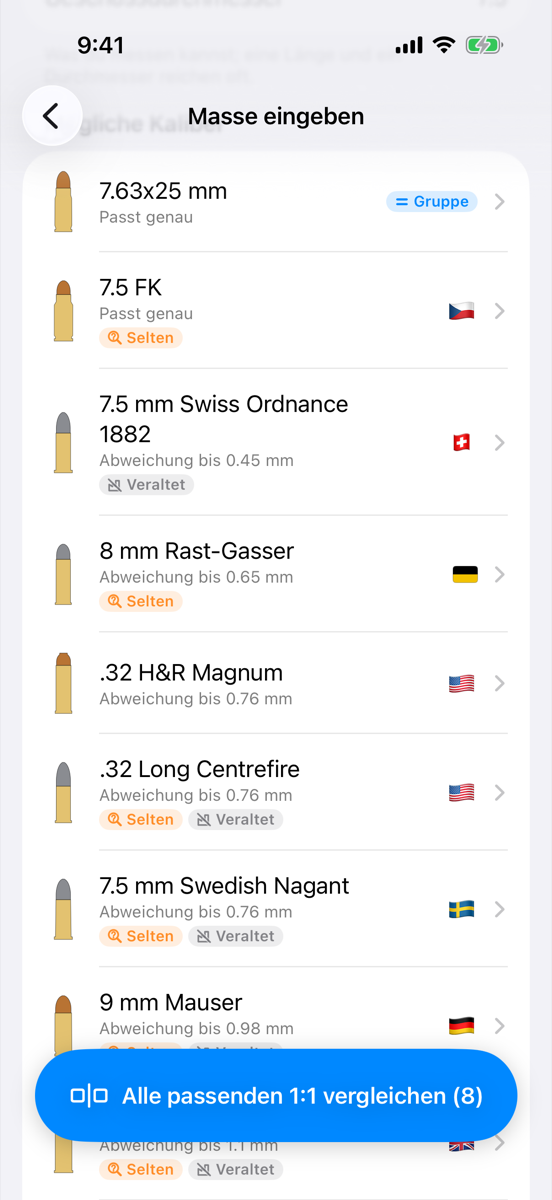 9:41
Masse eingeben
7.63x25 mm
Passt genau
Gruppe
7.5 FK
Passt genau
Selten
7.5 mm Swiss Ordnance
1882
Abweichung bis 0.45 mm
Veraltet
8 mm Rast-Gasser
Abweichung bis 0.65 mm
Selten
.32 H&R Magnum
Abweichung bis 0.76 mm
.32 Long Centrefire
Abweichung bis 0.76 mm
Selten Veraltet
7.5 mm Swedish Nagant
Abweichung bis 0.76 mm
Selten Veraltet
9 mm Mauser
Abweichung bis 0.98 mm
Alle passenden 1:1 vergleichen (8)
Abweichung bis 1.1 mm
Selten Veraltet